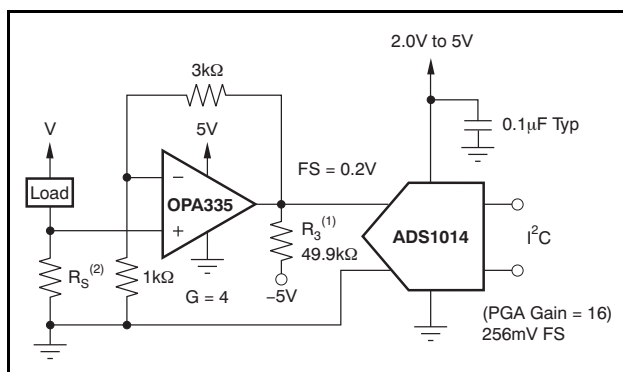 2.0V to 5V
3kΩ
0.1μF Typ
V
5V
FS = 0.2V
Load
−
OPA335
+
R3(1)
49.9kΩ
ADS1014
I2C
RS(2)
1kΩ
G = 4
−5V
(PGA Gain = 16)
256mV FS